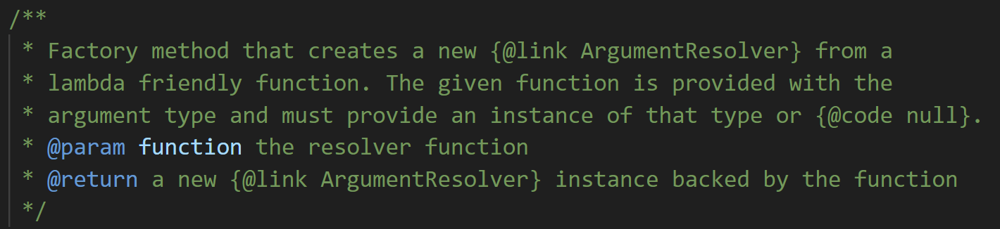 /**
* Factory method that creates a new {@link ArgumentResolver} from a
* lambda friendly function. The given function is provided with the
* argument type and must provide an instance of that type or {@code null}.
* @param function the resolver function
* @return a new {@link ArgumentResolver} instance backed by the function
*/